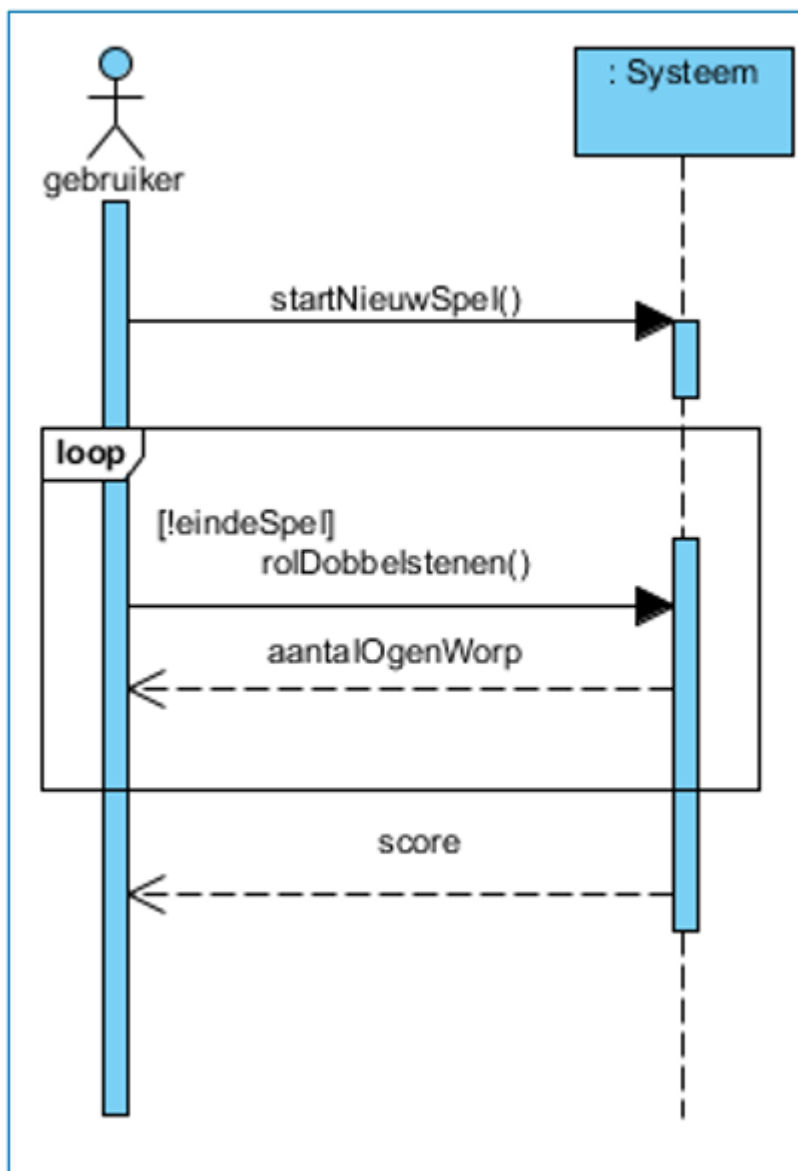 : Systeem
gebruiker
startNieuwSpel()
loop
[!eindeSpel]
rolDobbelstenen()
aantalOgenWorp
score